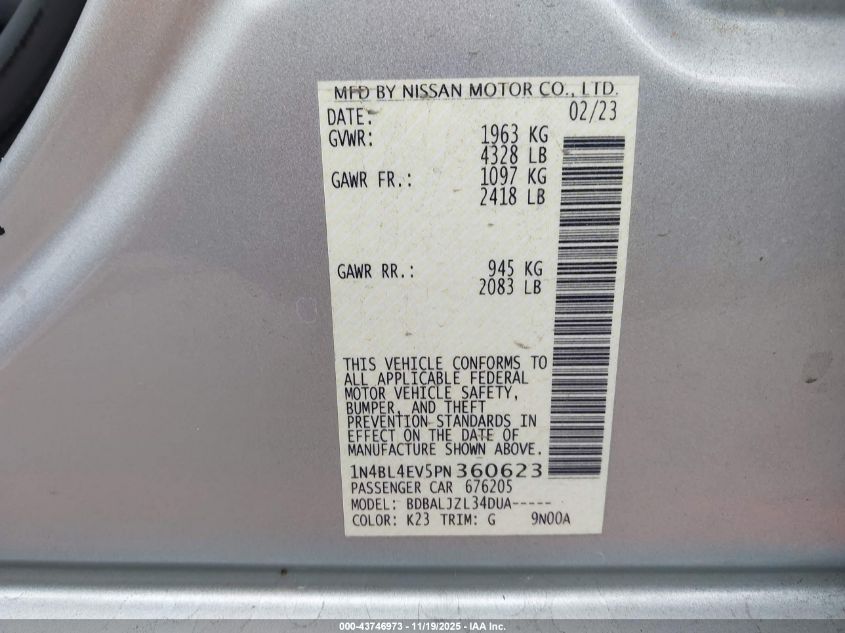 MFD BY NISSAN MOTOR CO., LTD.
DATE: 02/23
GVWR: 1963 KG
4328 LB
GAWR FR.: 1097 KG
2418 LB
GAWR RR.: 945 KG
2083 LB
THIS VEHICLE CONFORMS TO
ALL APPLICABLE FEDERAL
MOTOR VEHICLE SAFETY,
BUMPER, AND THEFT
PREVENTION STANDARDS IN
EFFECT ON THE DATE OF
MANUFACTURE SHOWN ABOVE.
1N4BL4EV5PN360623
PASSENGER CAR 676205
MODEL: BDBALJZL34DUA-----
COLOR: K23 TRIM: G 9N00A
000-43746973 / 11/19/2025 - IAA Inc.